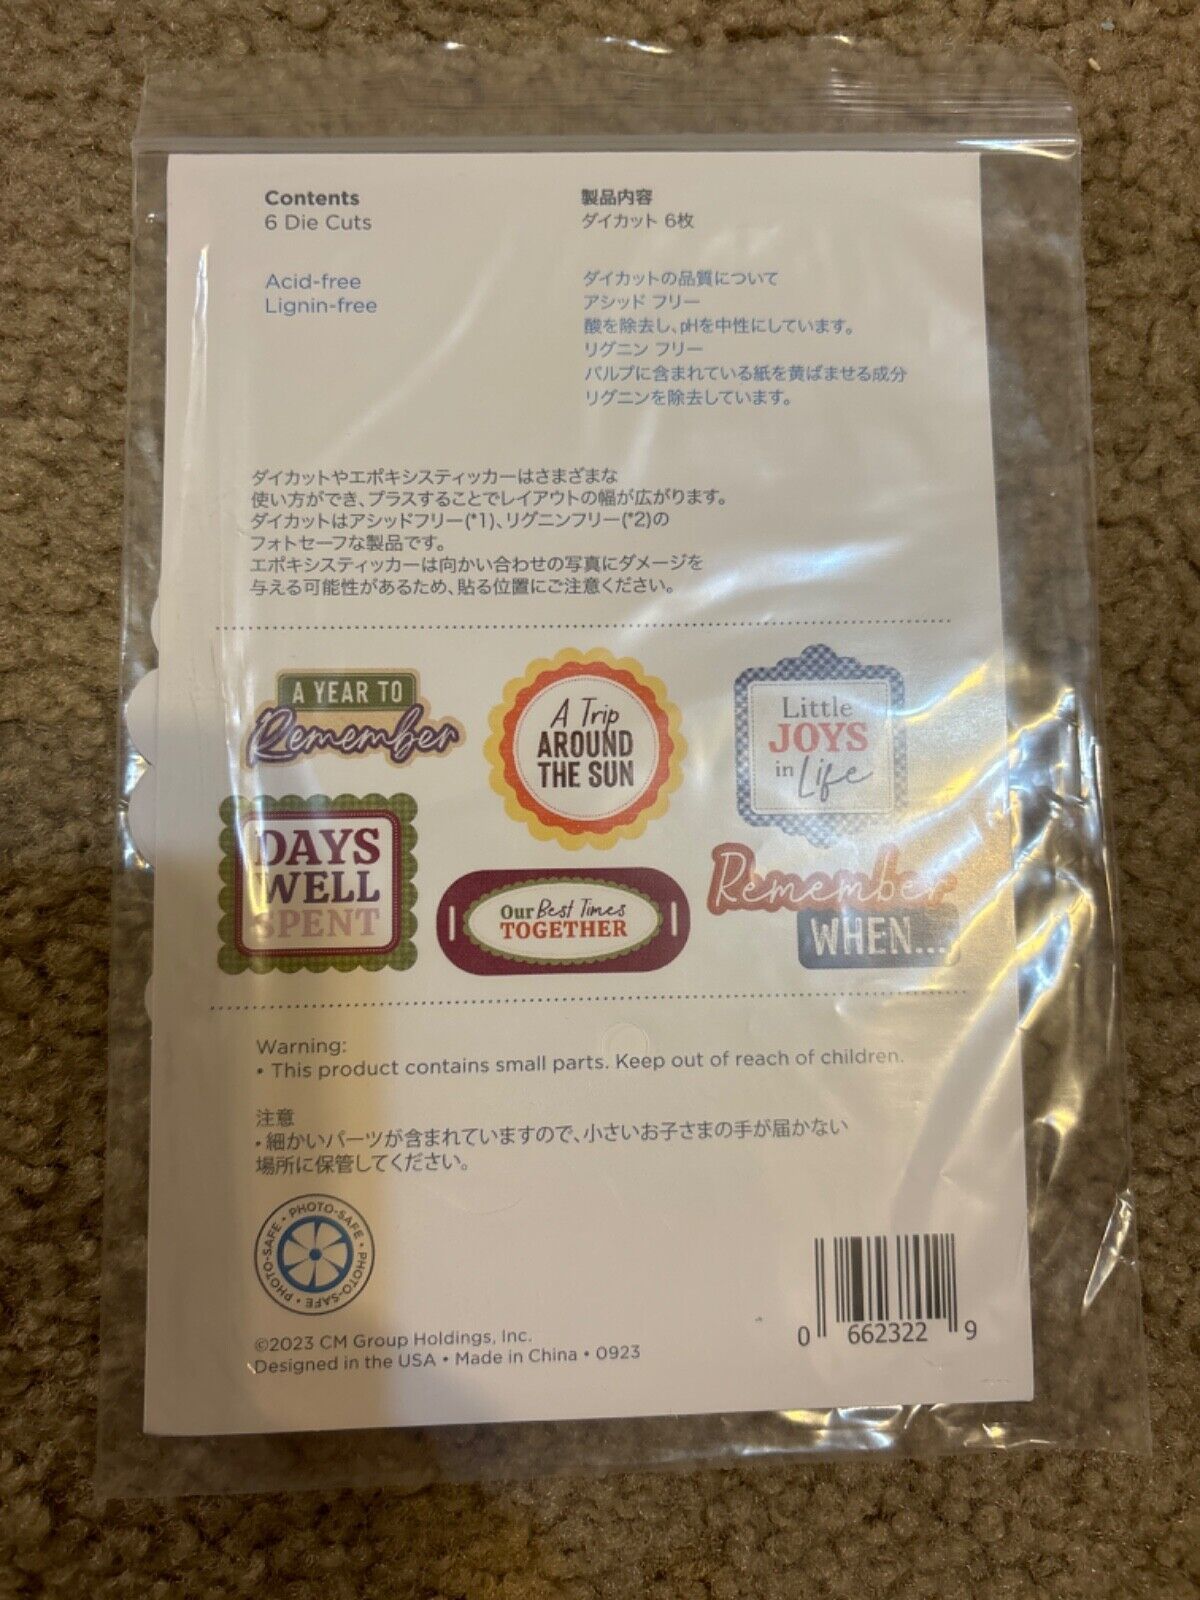 Contents
6 Die Cuts
Acid-free
Lignin-free
製品内容
ダイカット 6枚
ダイカットの品質について
アシッド フリー
酸を除去し、pHを中性にしています。
リグニン フリー
パルプに含まれている紙を黄ばませる成分
リグニンを除去しています。
ダイカットやエポキシスティッカーはさまざまな
使い方ができ、プラスすることでレイアウトの幅が広がります。
ダイカットはアシッドフリー(*1)、リグニンフリー(*2)の
フォトセーフな製品です。
エポキシスティッカーは向かい合わせの写真にダメージを
与える可能性があるため、貼る位置にご注意ください。
A YEAR TO
Remember
A Trip
AROUND
THE SUN
Little
JOYS
in Life
DAYS
WELL
SPENT
Our Best Times
TOGETHER
Remember
WHEN...
Warning:
• This product contains small parts. Keep out of reach of children.
注意
・細かいパーツが含まれていますので、小さいお子さまの手が届かない
場所に保管してください。
PHOTO-SAFE • PHOTO-SAFE • PHOTO-SAFE • PHOTO-SAFE •
©2023 CM Group Holdings, Inc.
Designed in the USA • Made in China • 0923
0 662322 9